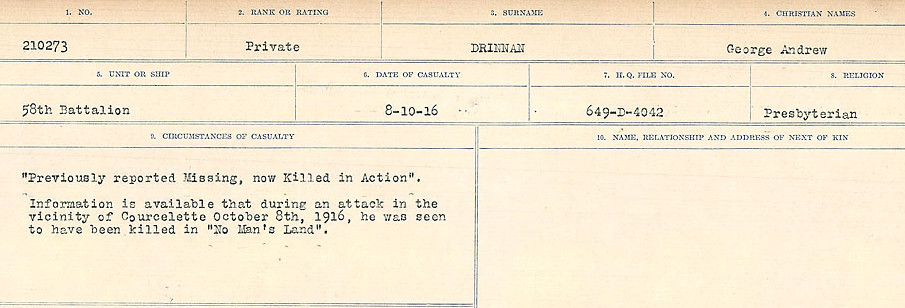 1. NO. 2. RANK OR RATING 3. SURNAME 4. CHRISTIAN NAMES
210273 Private DRINNAN George Andrew
5. UNIT OR SHIP 6. DATE OF CASUALTY 7. H. Q. FILE NO. 8. RELIGION
58th Battalion 8-10-16 649-D-4042 Presbyterian
9. CIRCUMSTANCES OF CASUALTY 10. NAME, RELATIONSHIP AND ADDRESS OF NEXT OF KIN
"Previously reported Missing, now Killed in Action".
Information is available that during an attack in the
vicinity of Courcelette October 8th, 1916, he was seen
to have been killed in "No Man's Land".